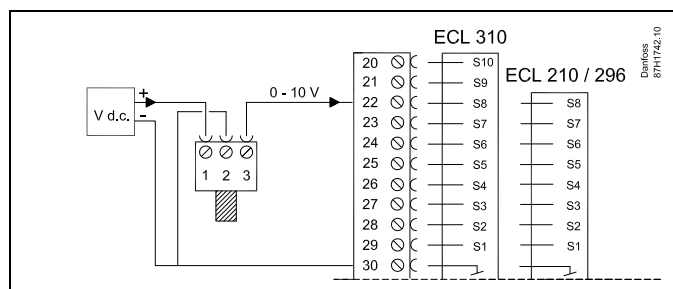 ECL 310
ECL 210 / 296
Danfoss
87H1742.10
V d.c.
+
-
0 - 10 V
1 2 3
20 S10
21 S9
22 S8 S8
23 S7 S7
24 S6 S6
25 S5 S5
26 S4 S4
27 S3 S3
28 S2 S2
29 S1 S1
30